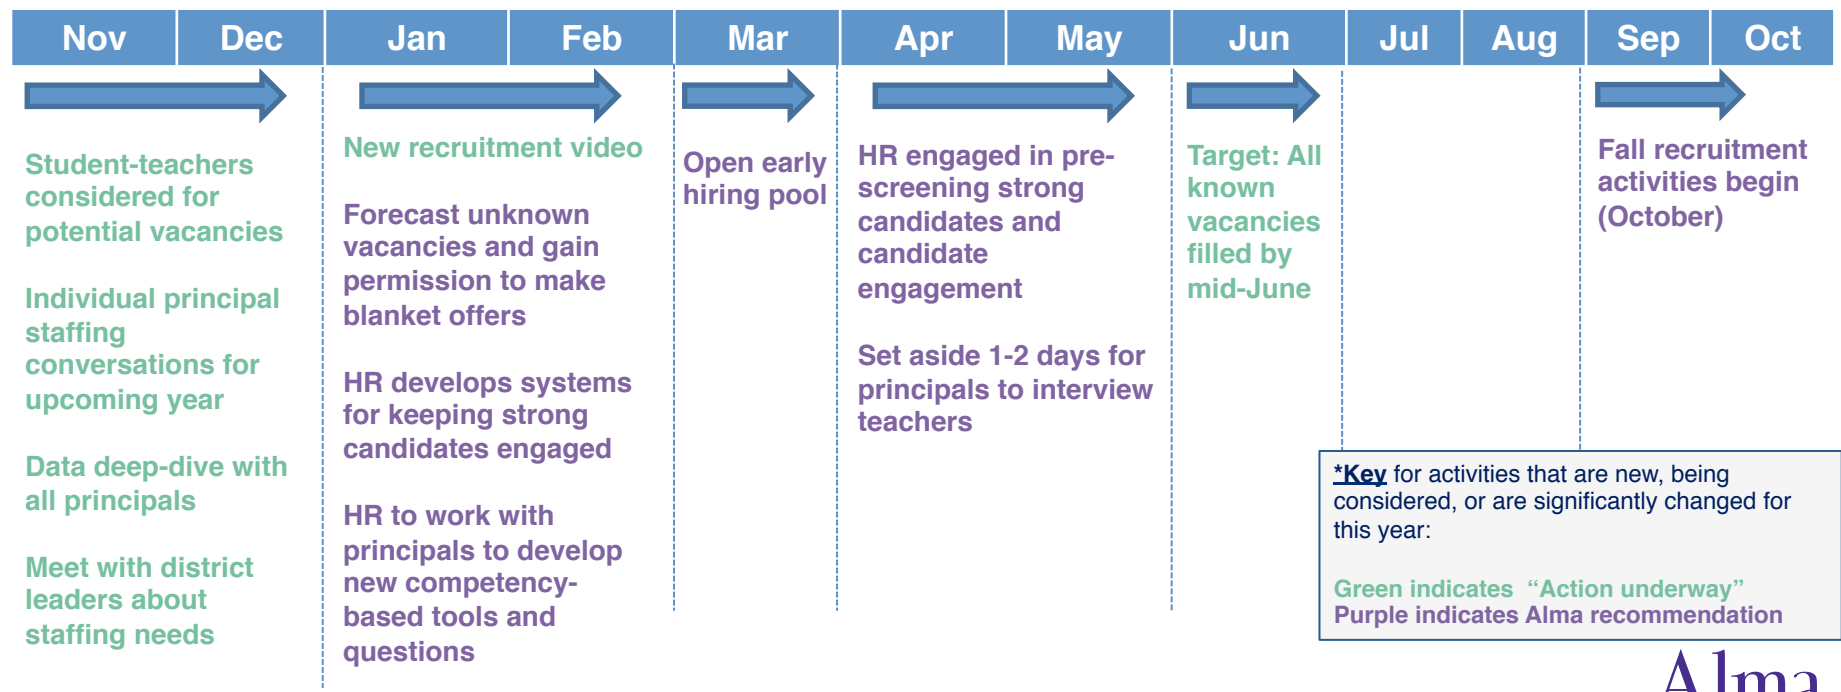 Nov Dec Jan Feb Mar Apr May Jun Jul Aug Sep Oct
Student-teachers
considered for
potential vacancies
Individual principal
staffing
conversations for
upcoming year
Data deep-dive with
all principals
Meet with district
leaders about
staffing needs
New recruitment video
Forecast unknown
vacancies and gain
permission to make
blanket offers
HR develops systems
for keeping strong
candidates engaged
HR to work with
principals to develop
new competency-
based tools and
questions
Open early
hiring pool
HR engaged in pre-
screening strong
candidates and
candidate
engagement
Set aside 1-2 days for
principals to interview
teachers
Target: All
known
vacancies
filled by
mid-June
Fall recruitment
activities begin
(October)
*Key for activities that are new, being
considered, or are significantly changed for
this year:
Green indicates “Action underway”
Purple indicates Alma recommendation
Alma